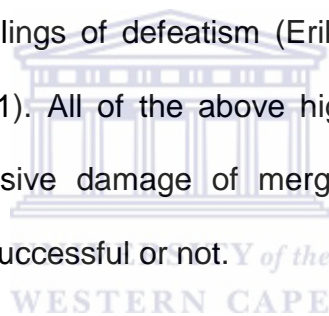 lings of defeatism (Eril
1). All of the above hig
sive damage of merg
uccessful or not.
UNIVERSITY of the
WESTERN CAPE